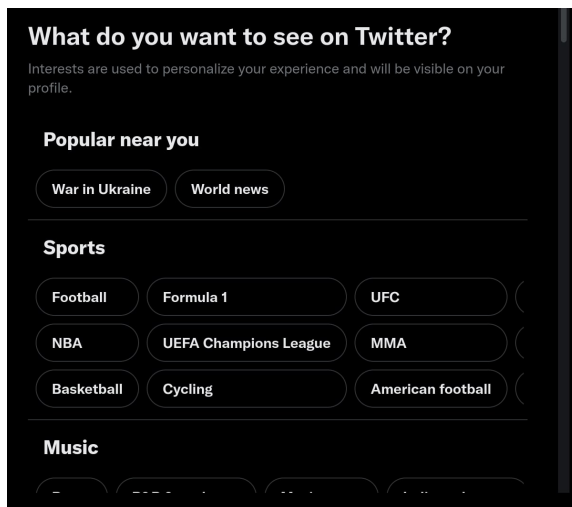 What do you want to see on Twitter?
Interests are used to personalize your experience and will be visible on your
profile.
Popular near you
War in Ukraine World news
Sports
Football Formula 1 UFC
NBA UEFA Champions League MMA
Basketball Cycling American football
Music